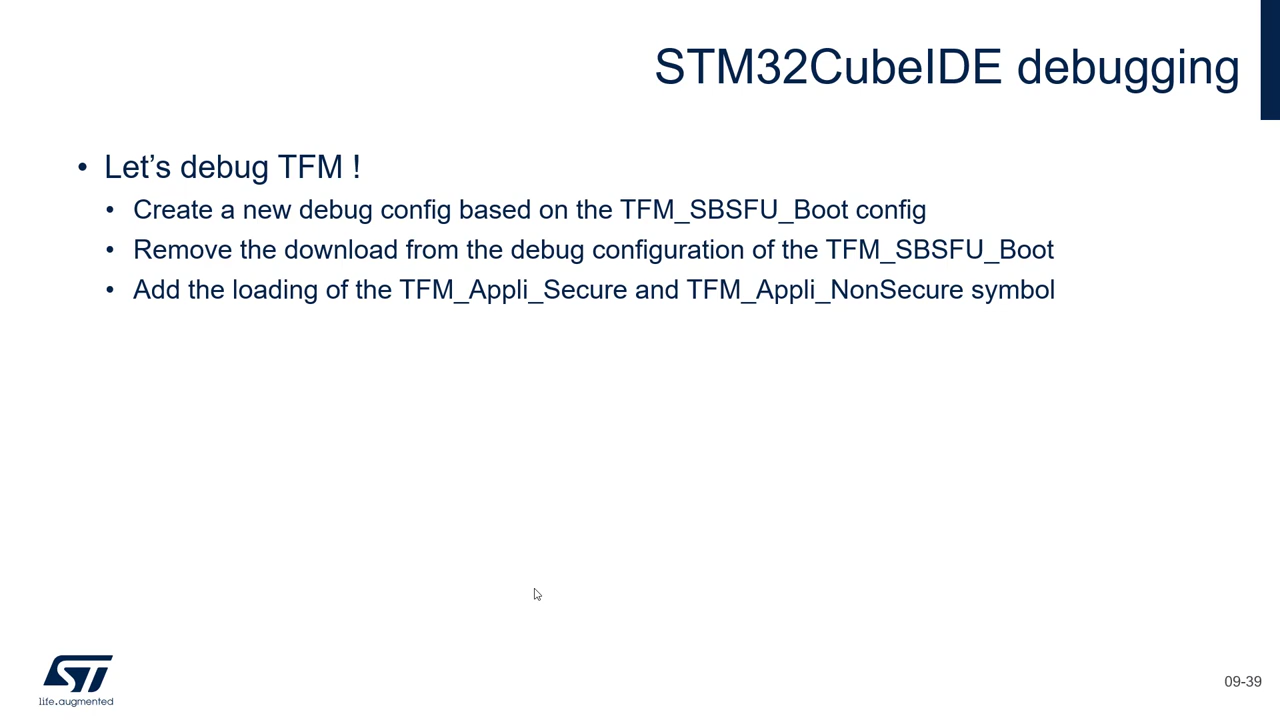 STM32CubeIDE debugging
• Let’s debug TFM !
• Create a new debug config based on the TFM_SBSFU_Boot config
• Remove the download from the debug configuration of the TFM_SBSFU_Boot
• Add the loading of the TFM_Appli_Secure and TFM_Appli_NonSecure symbol
ST
life.augmented
09-39